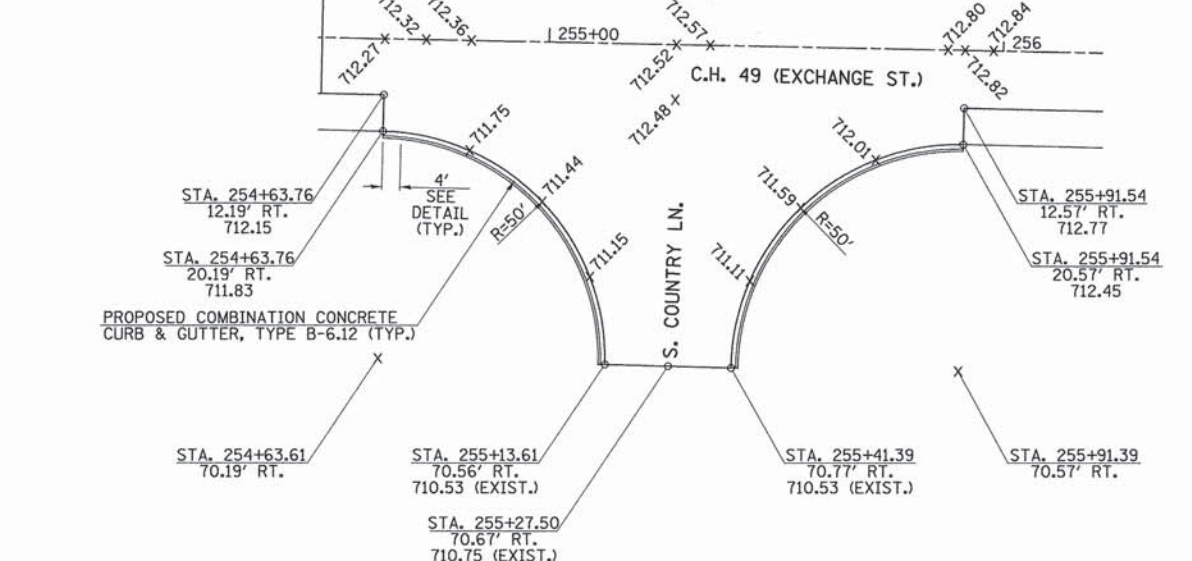 712.32
712.36
712.57
712.80
712.84
255+00
256
712.27
712.52
712.82
C.H. 49 (EXCHANGE ST.)
712.48
711.75
712.01
711.44
711.59
R=50'
R=50'
711.15
711.11
4'
SEE
DETAIL
(TYP.)
S. COUNTRY LN.
STA. 254+63.76
12.19' RT.
712.15
STA. 254+63.76
20.19' RT.
711.83
STA. 255+91.54
12.57' RT.
712.77
STA. 255+91.54
20.57' RT.
712.45
PROPOSED COMBINATION CONCRETE
CURB & GUTTER, TYPE B-6.12 (TYP.)
STA. 254+63.61
70.19' RT.
STA. 255+13.61
70.56' RT.
710.53 (EXIST.)
STA. 255+27.50
70.67' RT.
710.75 (EXIST.)
STA. 255+41.39
70.77' RT.
710.53 (EXIST.)
STA. 255+91.39
70.57' RT.